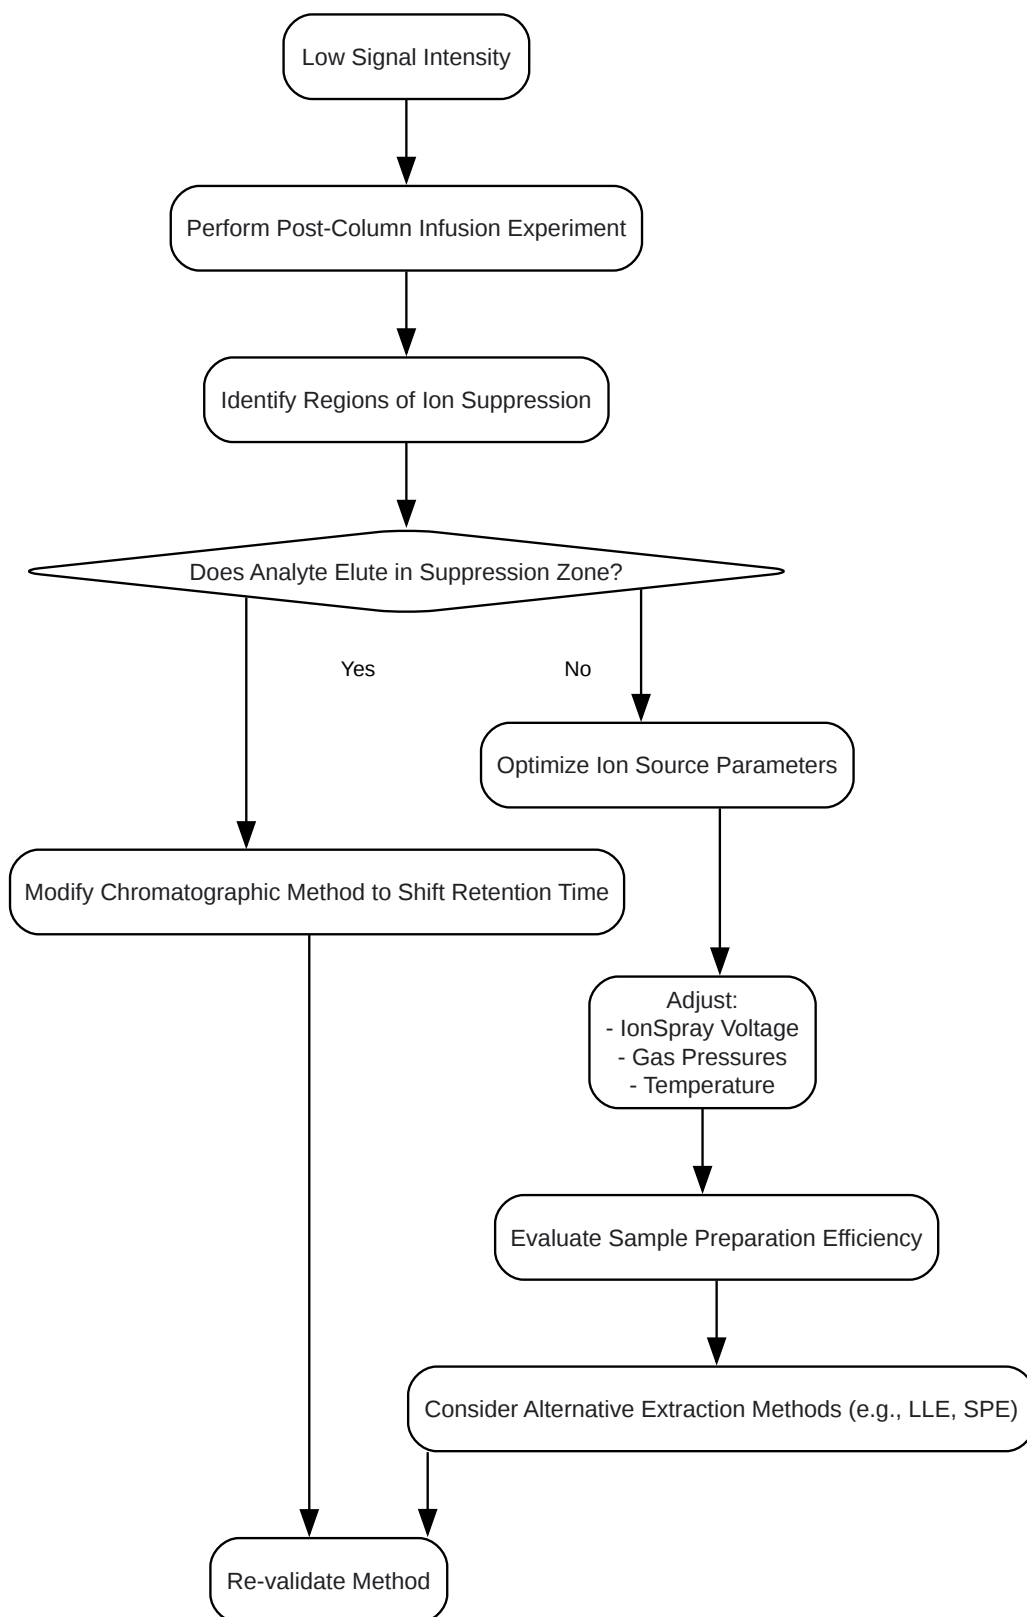 Low Signal Intensity
Perform Post-Column Infusion Experiment
Identify Regions of Ion Suppression
Does Analyte Elute in Suppression Zone?
Yes
No
Optimize Ion Source Parameters
Modify Chromatographic Method to Shift Retention Time
Adjust:
- IonSpray Voltage
- Gas Pressures
- Temperature
Evaluate Sample Preparation Efficiency
Consider Alternative Extraction Methods (e.g., LLE, SPE)
Re-validate Method